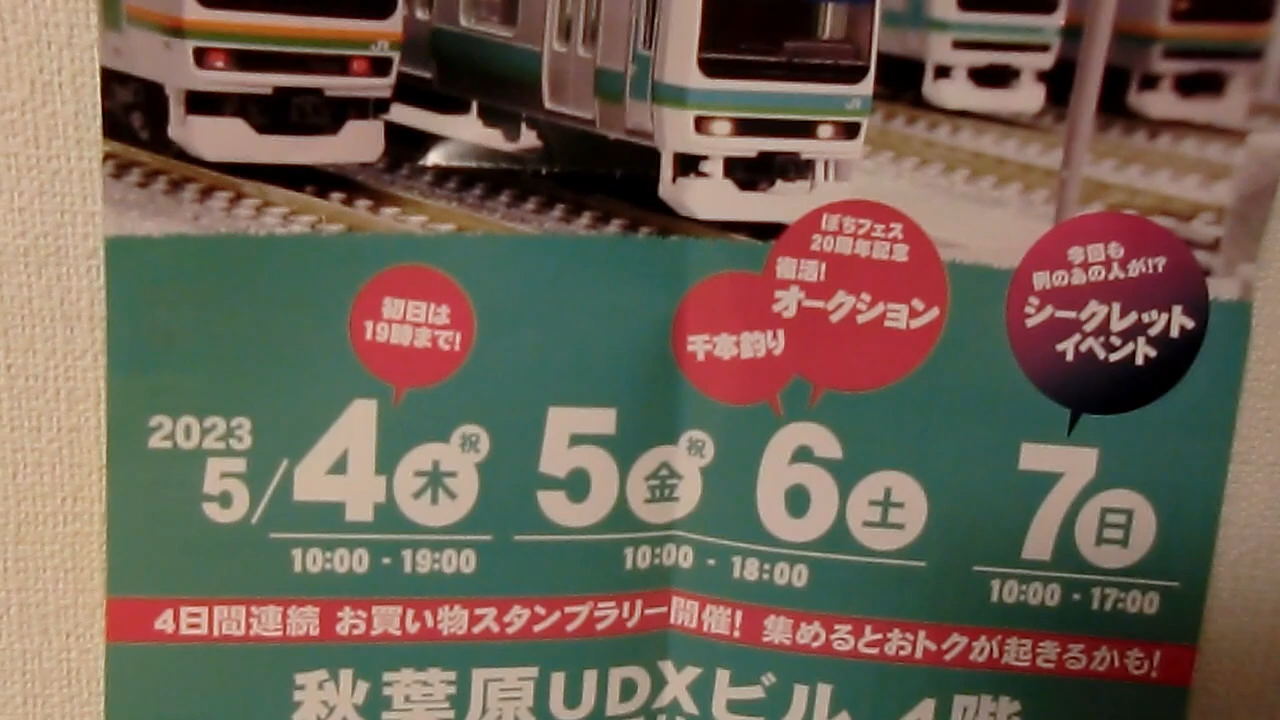 JR
JR
初日は
19時まで!
千本釣り
ぽちフェス
20周年記念
復活!
オークション
今回も
例のあの人が!?
シークレット
イベント
2023
5/4木祝
5金祝
6土
7日
10:00 - 19:00
10:00 - 18:00
10:00 - 17:00
4日間連続 お買い物スタンプラリー開催! 集めるとおトクが起きるかも!
秋葉原UDXビル 4階